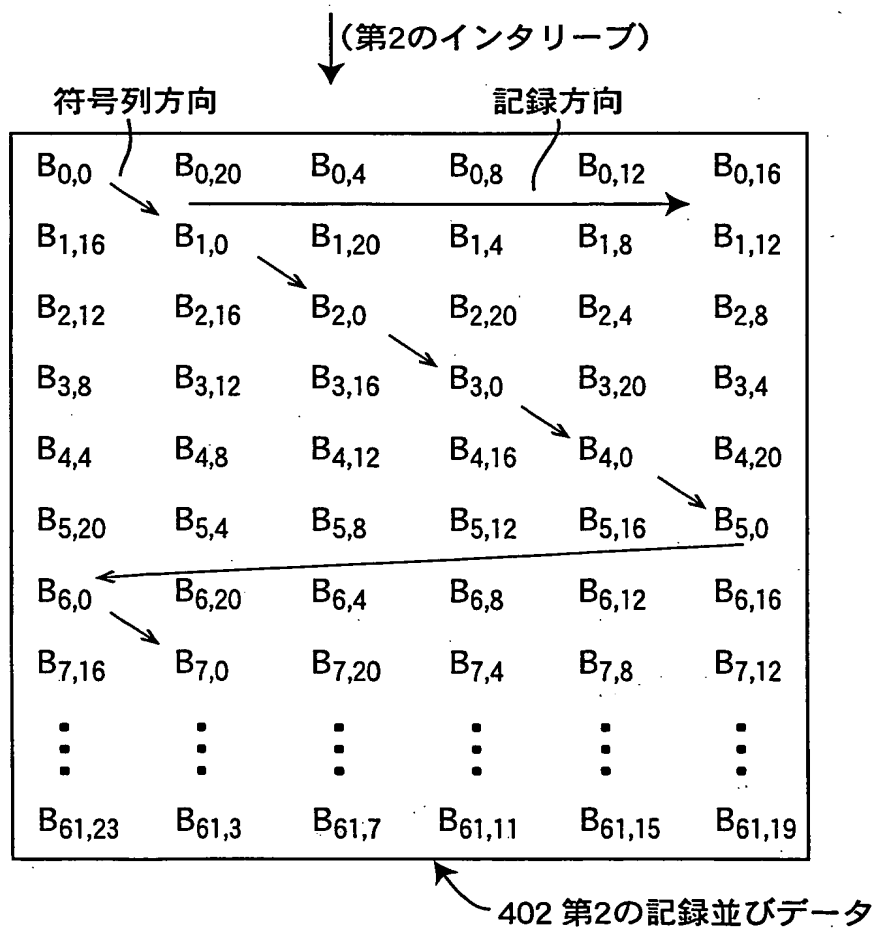 (第2のインタリーブ)
符号列方向 記録方向
B0,0 B0,20 B0,4 B0,8 B0,12 B0,16
B1,16 B1,0 B1,20 B1,4 B1,8 B1,12
B2,12 B2,16 B2,0 B2,20 B2,4 B2,8
B3,8 B3,12 B3,16 B3,0 B3,20 B3,4
B4,4 B4,8 B4,12 B4,16 B4,0 B4,20
B5,20 B5,4 B5,8 B5,12 B5,16 B5,0
B6,0 B6,20 B6,4 B6,8 B6,12 B6,16
B7,16 B7,0 B7,20 B7,4 B7,8 B7,12
B61,23 B61,3 B61,7 B61,11 B61,15 B61,19
402 第2の記録並びデータ